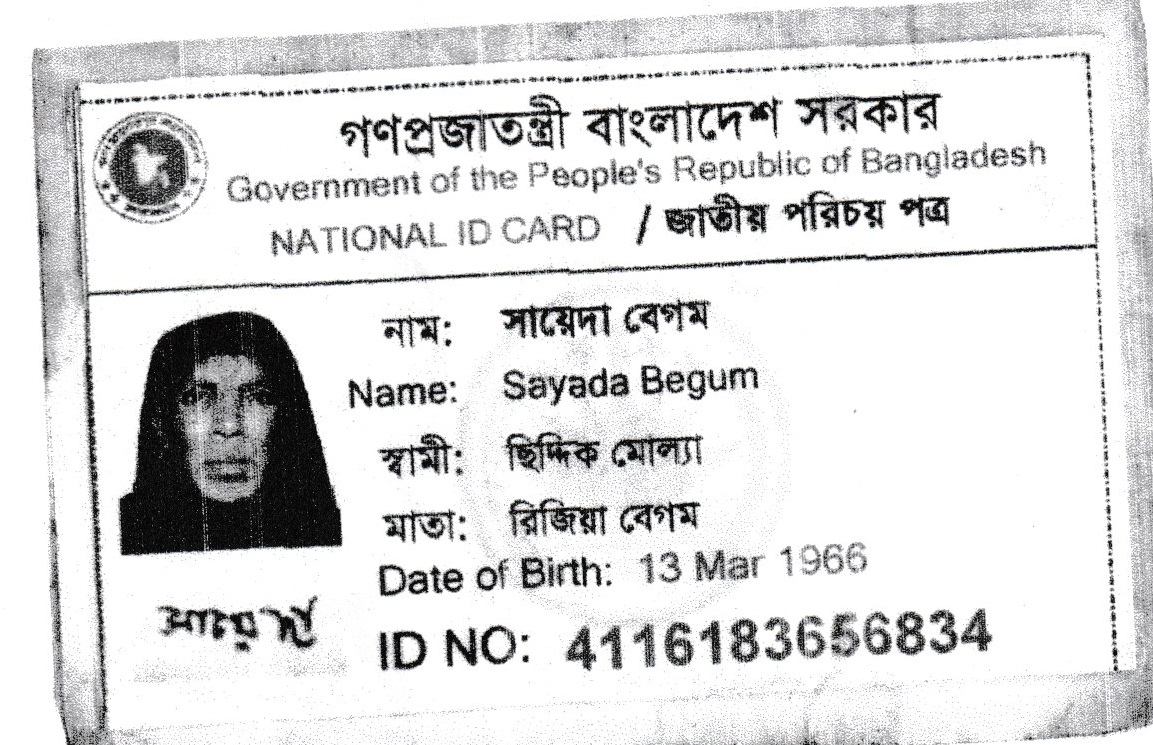 গণপ্রজাতন্ত্রী বাংলাদেশ সরকার
Government of the People's Republic of Bangladesh
NATIONAL ID CARD / জাতীয় পরিচয় পত্র
নাম: সায়েদা বেগম
Name: Sayada Begum
স্বামী: ছিদ্দিক মোল্যা
মাতা: রিজিয়া বেগম
Date of Birth: 13 Mar 1966
সায়েদা
ID NO: 4116183656834